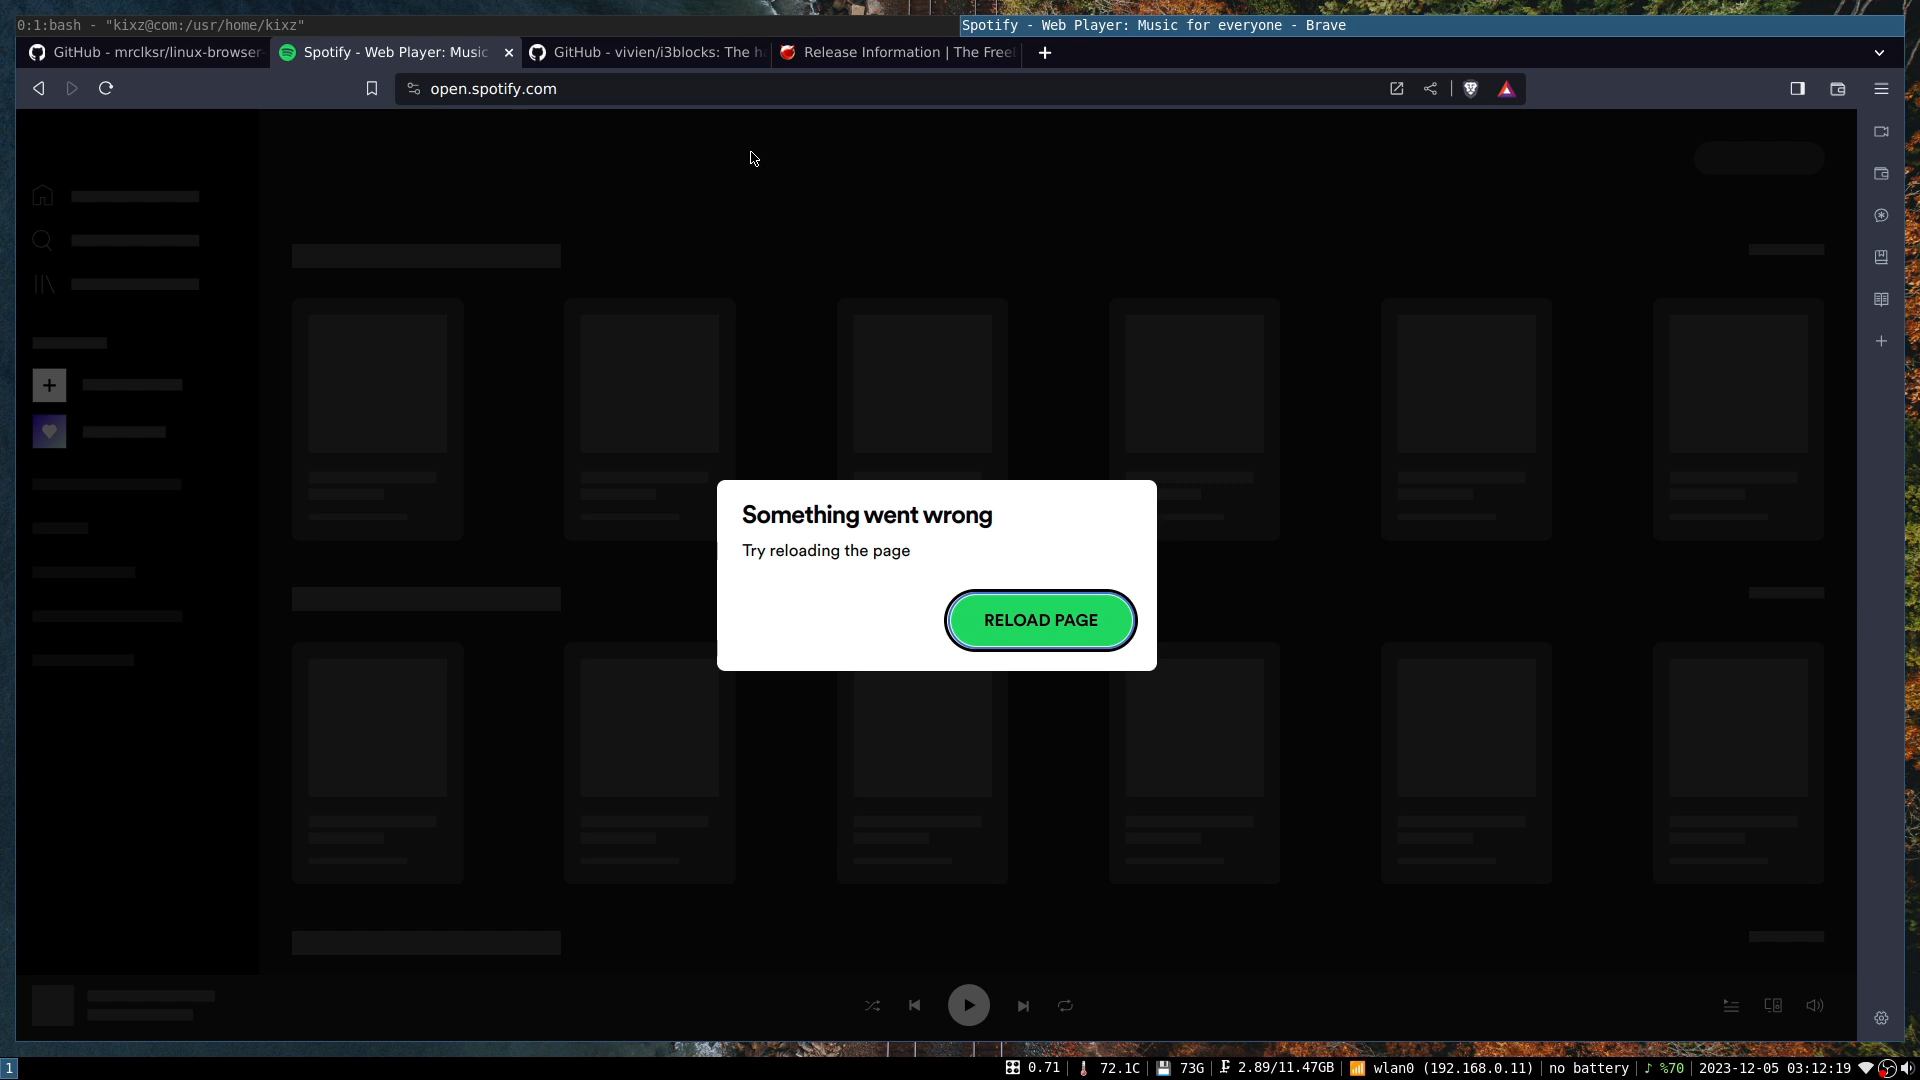 0:1:bash - "kixz@com:/usr/home/kixz"
Spotify - Web Player: Music for everyone - Brave
GitHub - mrclksr/linux-browser-
Spotify - Web Player: Music
GitHub - vivien/i3blocks: The h
Release Information | The Free
open.spotify.com
Something went wrong
Try reloading the page
RELOAD PAGE
1
0.71
72.1C
73G
2.89/11.47GB
wlan0 (192.168.0.11)
no battery
♪ %70
2023-12-05 03:12:19